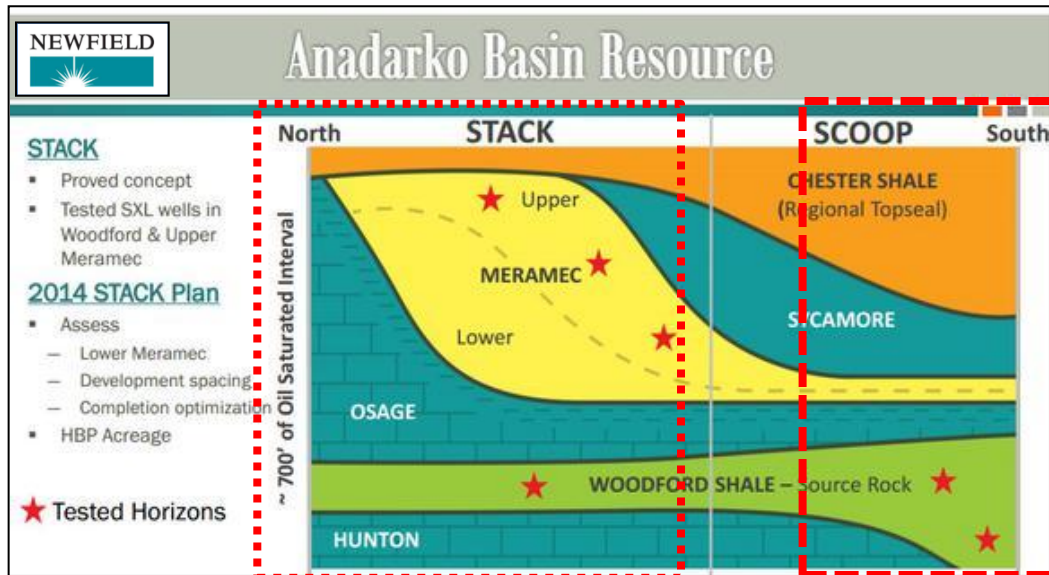 NEWFIELD
Anadarko Basin Resource
STACK
▪ Proved concept
▪ Tested SXL wells in
Woodford & Upper
Meramec
2014 STACK Plan
▪ Assess
– Lower Meramec
– Development spacing
– Completion optimization
▪ HBP Acreage
Tested Horizons
North
STACK
SCOOP
South
~ 700' of Oil Saturated Interval
CHESTER SHALE
(Regional Topseal)
Upper
MERAMEC
Lower
SYCAMORE
OSAGE
WOODFORD SHALE – Source Rock
HUNTON